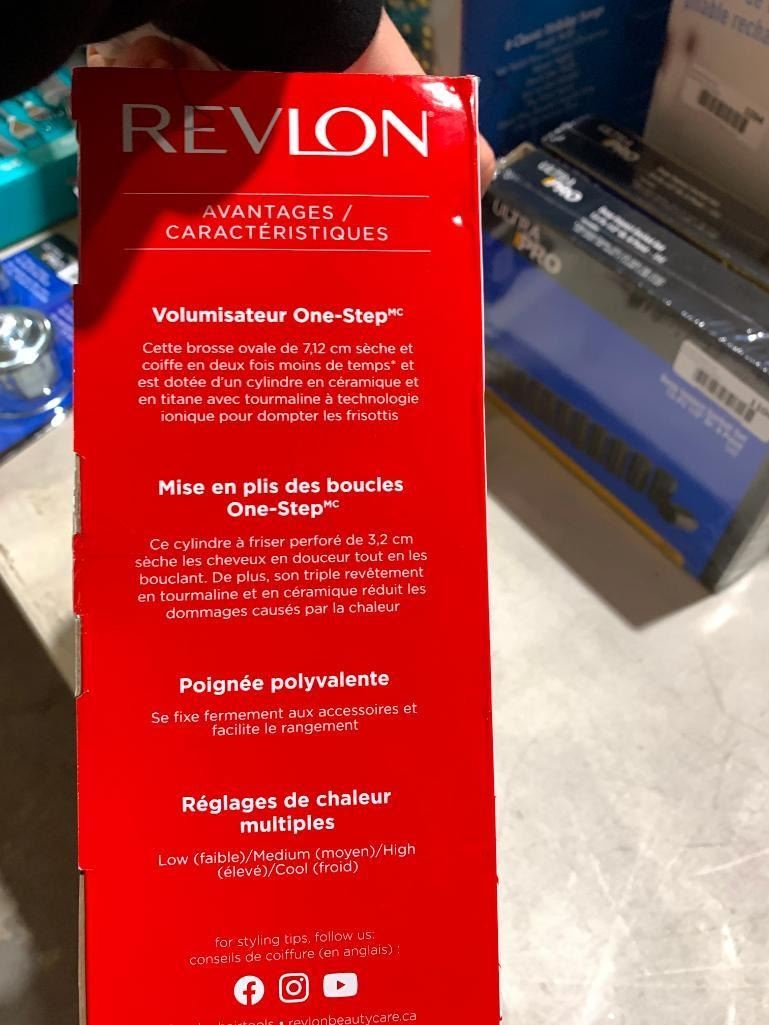 REVLON
AVANTAGES /
CARACTÉRISTIQUES
Volumisateur One-Stepᴹᶜ
Cette brosse ovale de 7,12 cm sèche et
coiffe en deux fois moins de temps* et
est dotée d'un cylindre en céramique et
en titane avec tourmaline à technologie
ionique pour dompter les frisottis
Mise en plis des boucles
One-Stepᴹᶜ
Ce cylindre à friser perforé de 3,2 cm
sèche les cheveux en douceur tout en les
bouclant. De plus, son triple revêtement
en tourmaline et en céramique réduit les
dommages causés par la chaleur
Poignée polyvalente
Se fixe fermement aux accessoires et
facilite le rangement
Réglages de chaleur
multiples
Low (faible)/Medium (moyen)/High
(élevé)/Cool (froid)
for styling tips, follow us:
conseils de coiffure (en anglais) :
• revlonbeautycare.ca
ULTRA
PRO